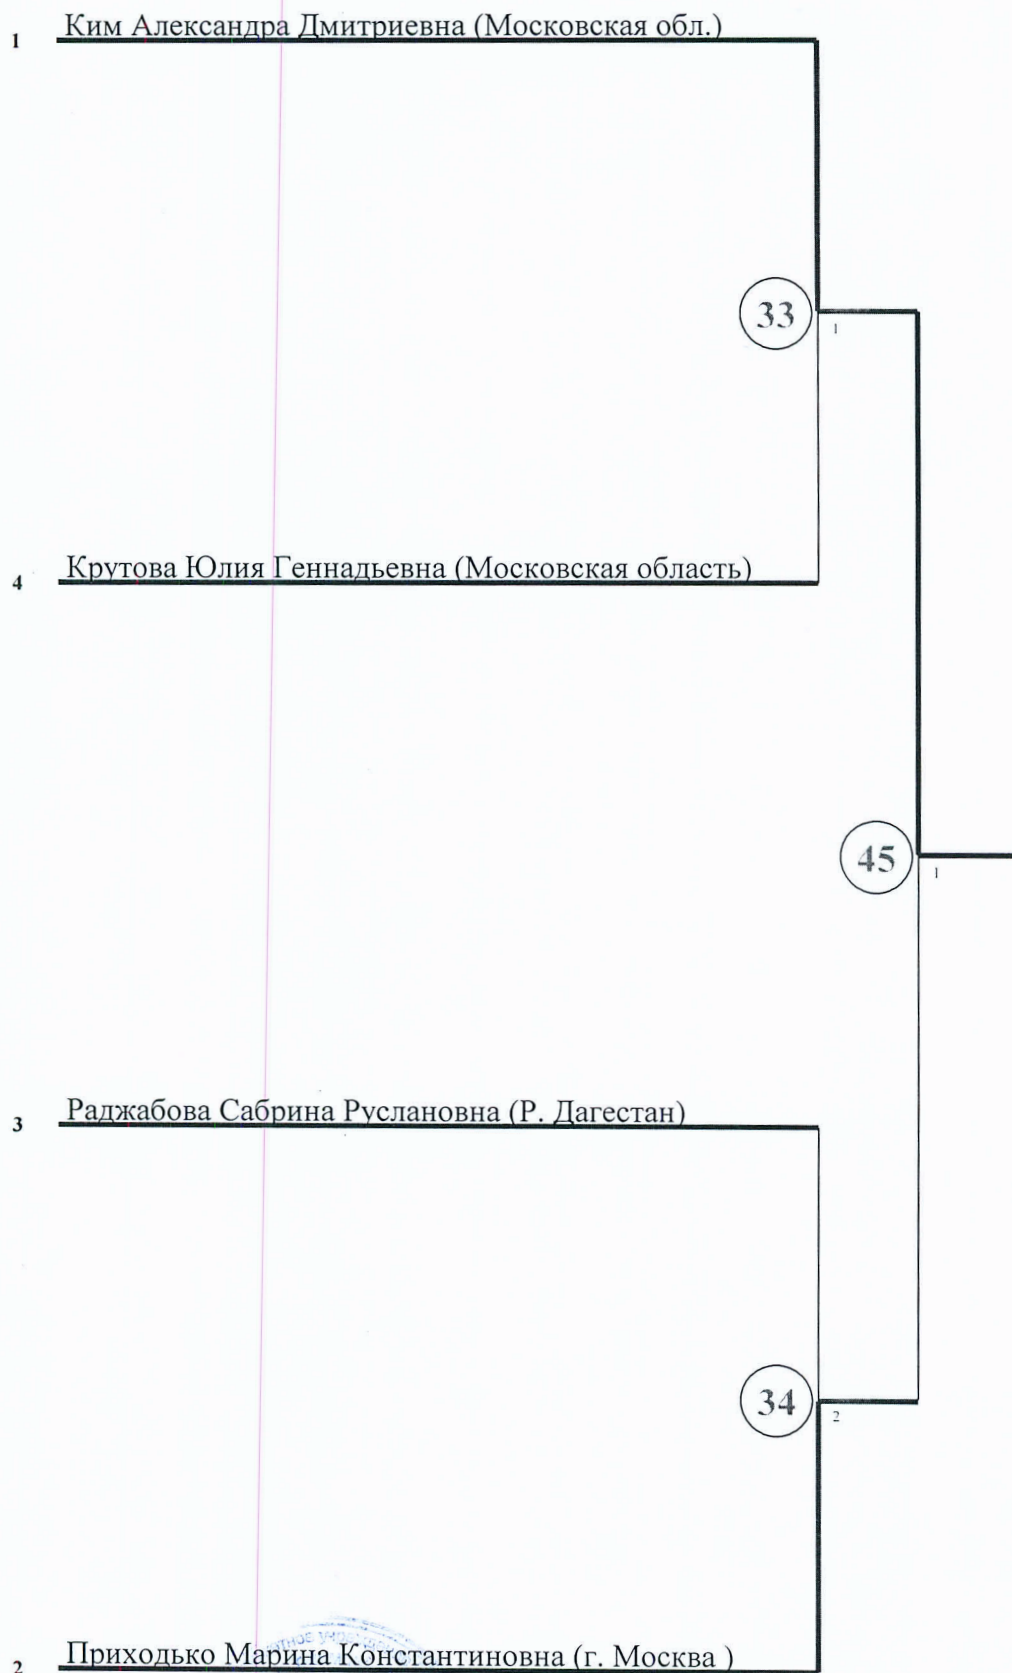 1 Ким Александра Дмитриевна (Московская обл.)
33
1
4 Крутова Юлия Геннадьевна (Московская область)
45
1
3 Раджабова Сабрина Руслановна (Р. Дагестан)
34
2
2 Приходько Марина Константиновна (г. Москва )